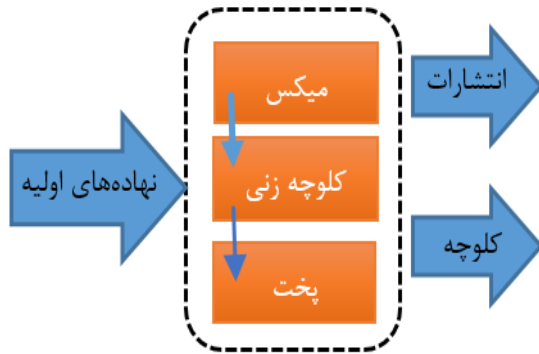 میکس
انتشارات
نهاده‌های اولیه
کلوچه زنی
کلوچه
پخت